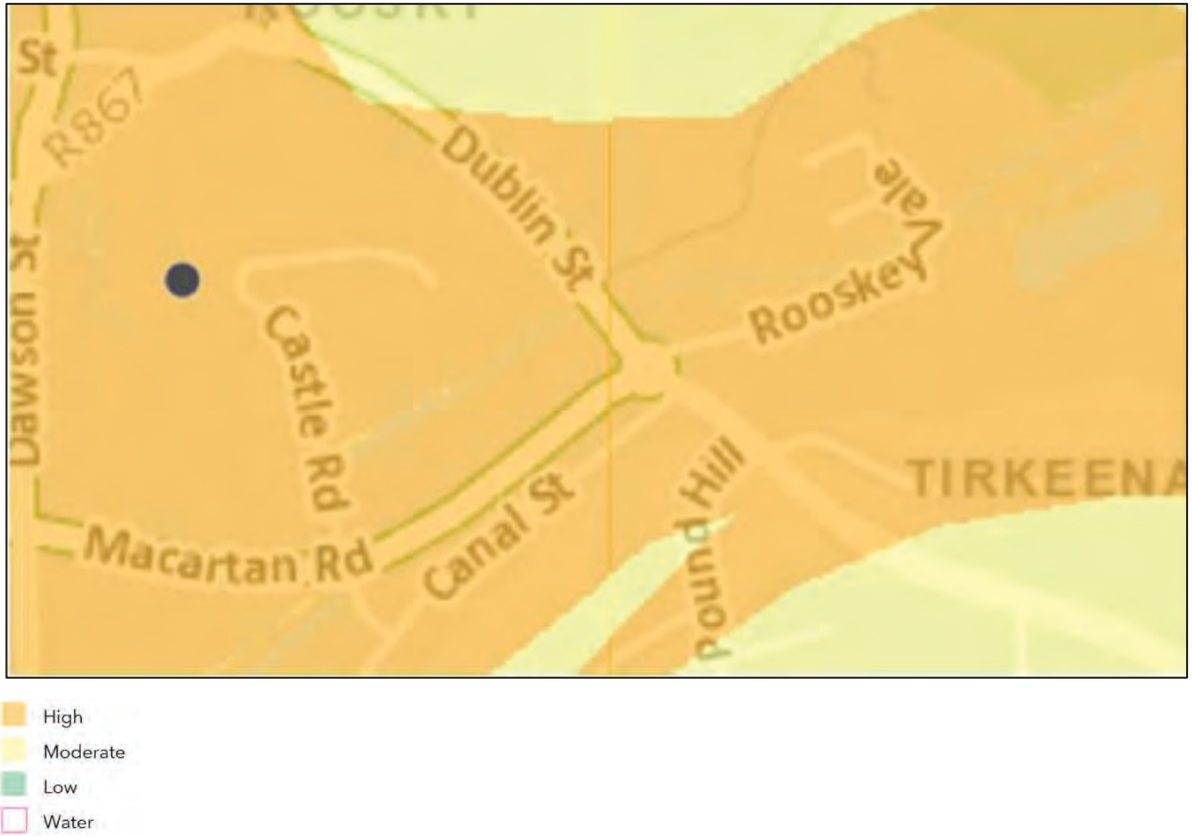 ROOSKY
St
R867
Dublin St
Vale
Rooskey
Dawson St
Castle Rd
Pound Hill
TIRKEENA
Canal St
Macartan Rd
High
Moderate
Low
Water